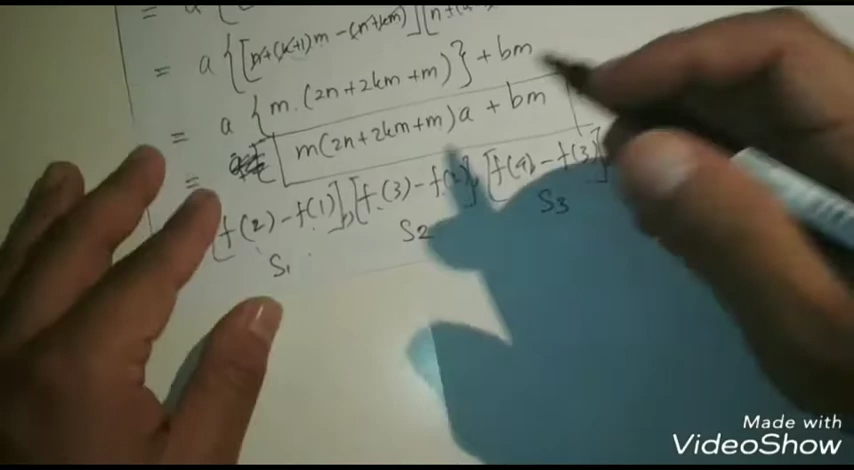 = a {
= a {[n+(k+1)m - (n+km)][n+(
= a {m.(2n+2km+m)} + bm
= m(2n+2km+m)a + bm
[f(2)-f(1)], [f(3)-f(2)], [f(4)-f(3)]
S1 S2 S3
Made with
VideoShow